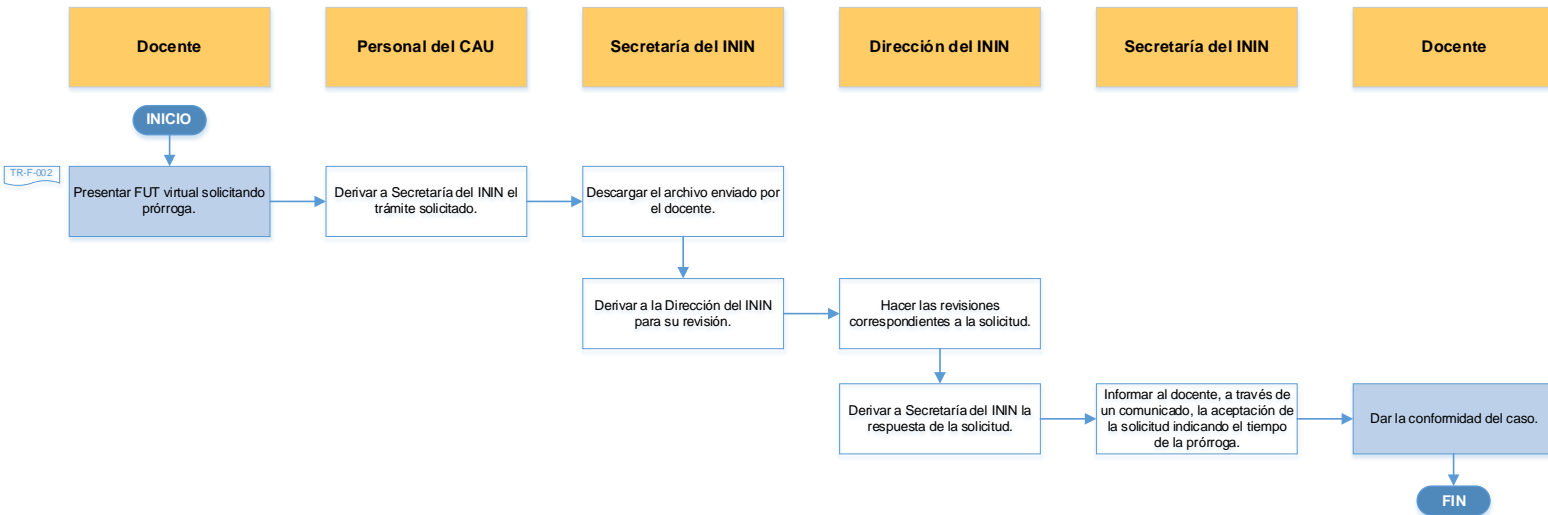 Docente
Personal del CAU
Secretaría del ININ
Dirección del ININ
Secretaría del ININ
Docente
INICIO
TR-F-002
Presentar FUT virtual solicitando
prórroga.
Derivar a Secretaría del ININ el
trámite solicitado.
Descargar el archivo enviado por
el docente.
Derivar a la Dirección del ININ
para su revisión.
Hacer las revisiones
correspondientes a la solicitud.
Derivar a Secretaría del ININ la
respuesta de la solicitud.
Informar al docente, a través de
un comunicado, la aceptación de
la solicitud indicando el tiempo
de la prórroga.
Dar la conformidad del caso.
FIN